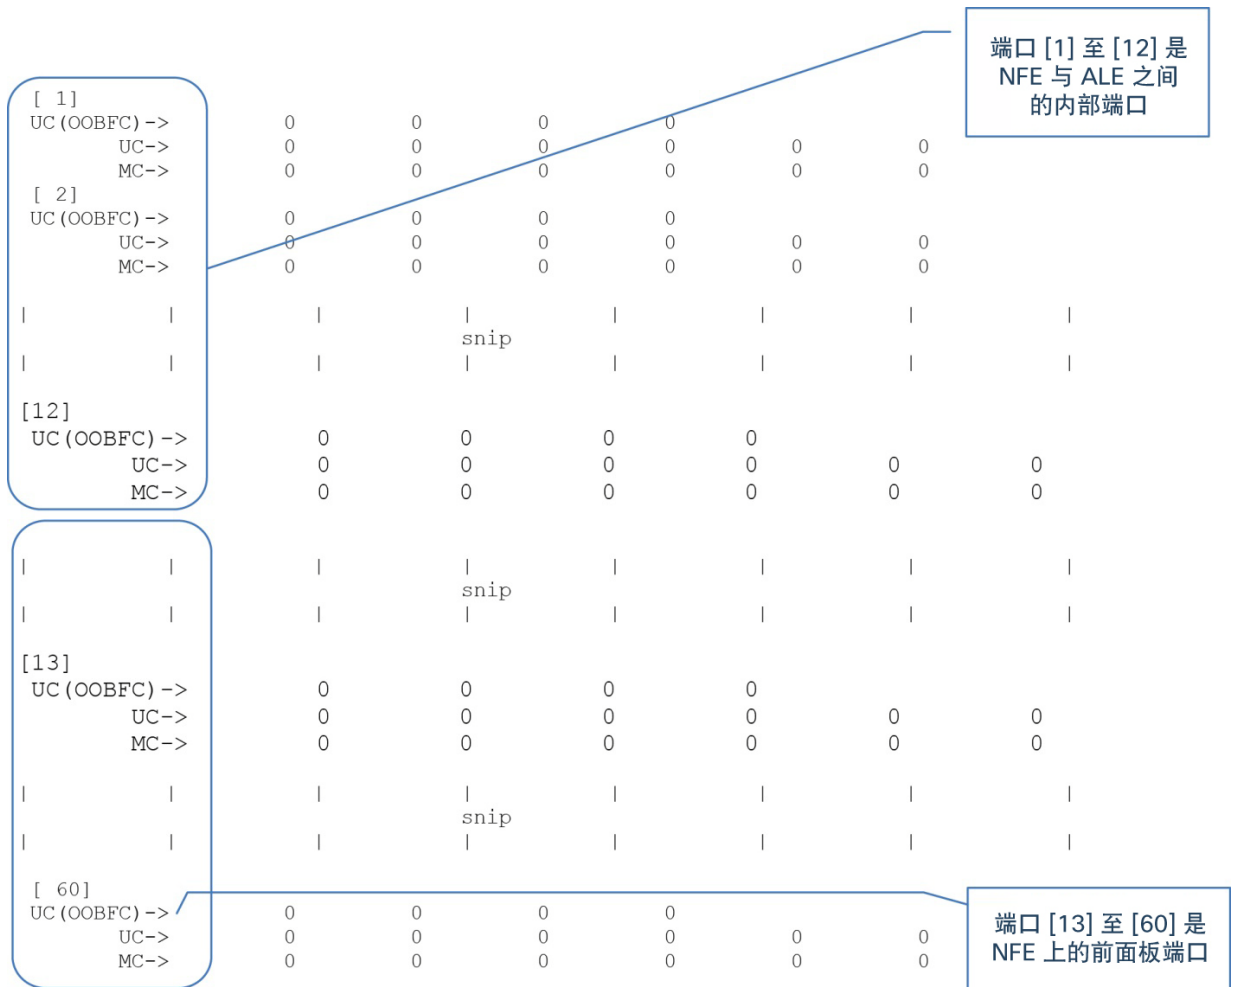 端口 [1] 至 [12] 是
NFE 与 ALE 之间
的内部端口
[ 1]
UC(OOBFC)-> 0 0 0 0
UC-> 0 0 0 0 0 0
MC-> 0 0 0 0 0 0
[ 2]
UC(OOBFC)-> 0 0 0 0
UC-> 0 0 0 0 0 0
MC-> 0 0 0 0 0 0
| | | | | | | |
snip
| | | | | | | |
[12]
UC(OOBFC)-> 0 0 0 0
UC-> 0 0 0 0 0 0
MC-> 0 0 0 0 0 0
| | | | | | | |
snip
| | | | | | | |
[13]
UC(OOBFC)-> 0 0 0 0
UC-> 0 0 0 0 0 0
MC-> 0 0 0 0 0 0
| | | | | | | |
snip
| | | | | | | |
[ 60]
UC(OOBFC)-> 0 0 0 0
UC-> 0 0 0 0 0 0
MC-> 0 0 0 0 0 0
端口 [13] 至 [60] 是
NFE 上的前面板端口